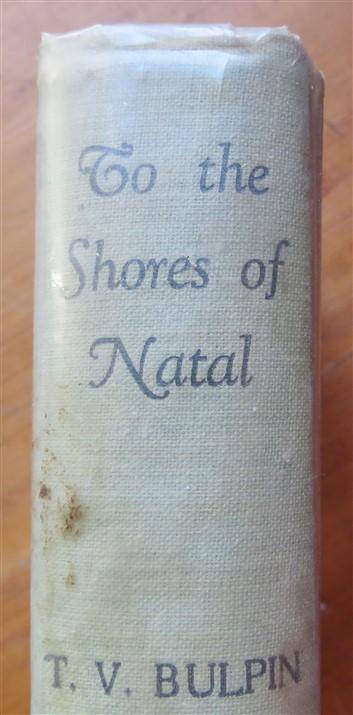 To the
Shores of
Natal
T. V. BULPIN